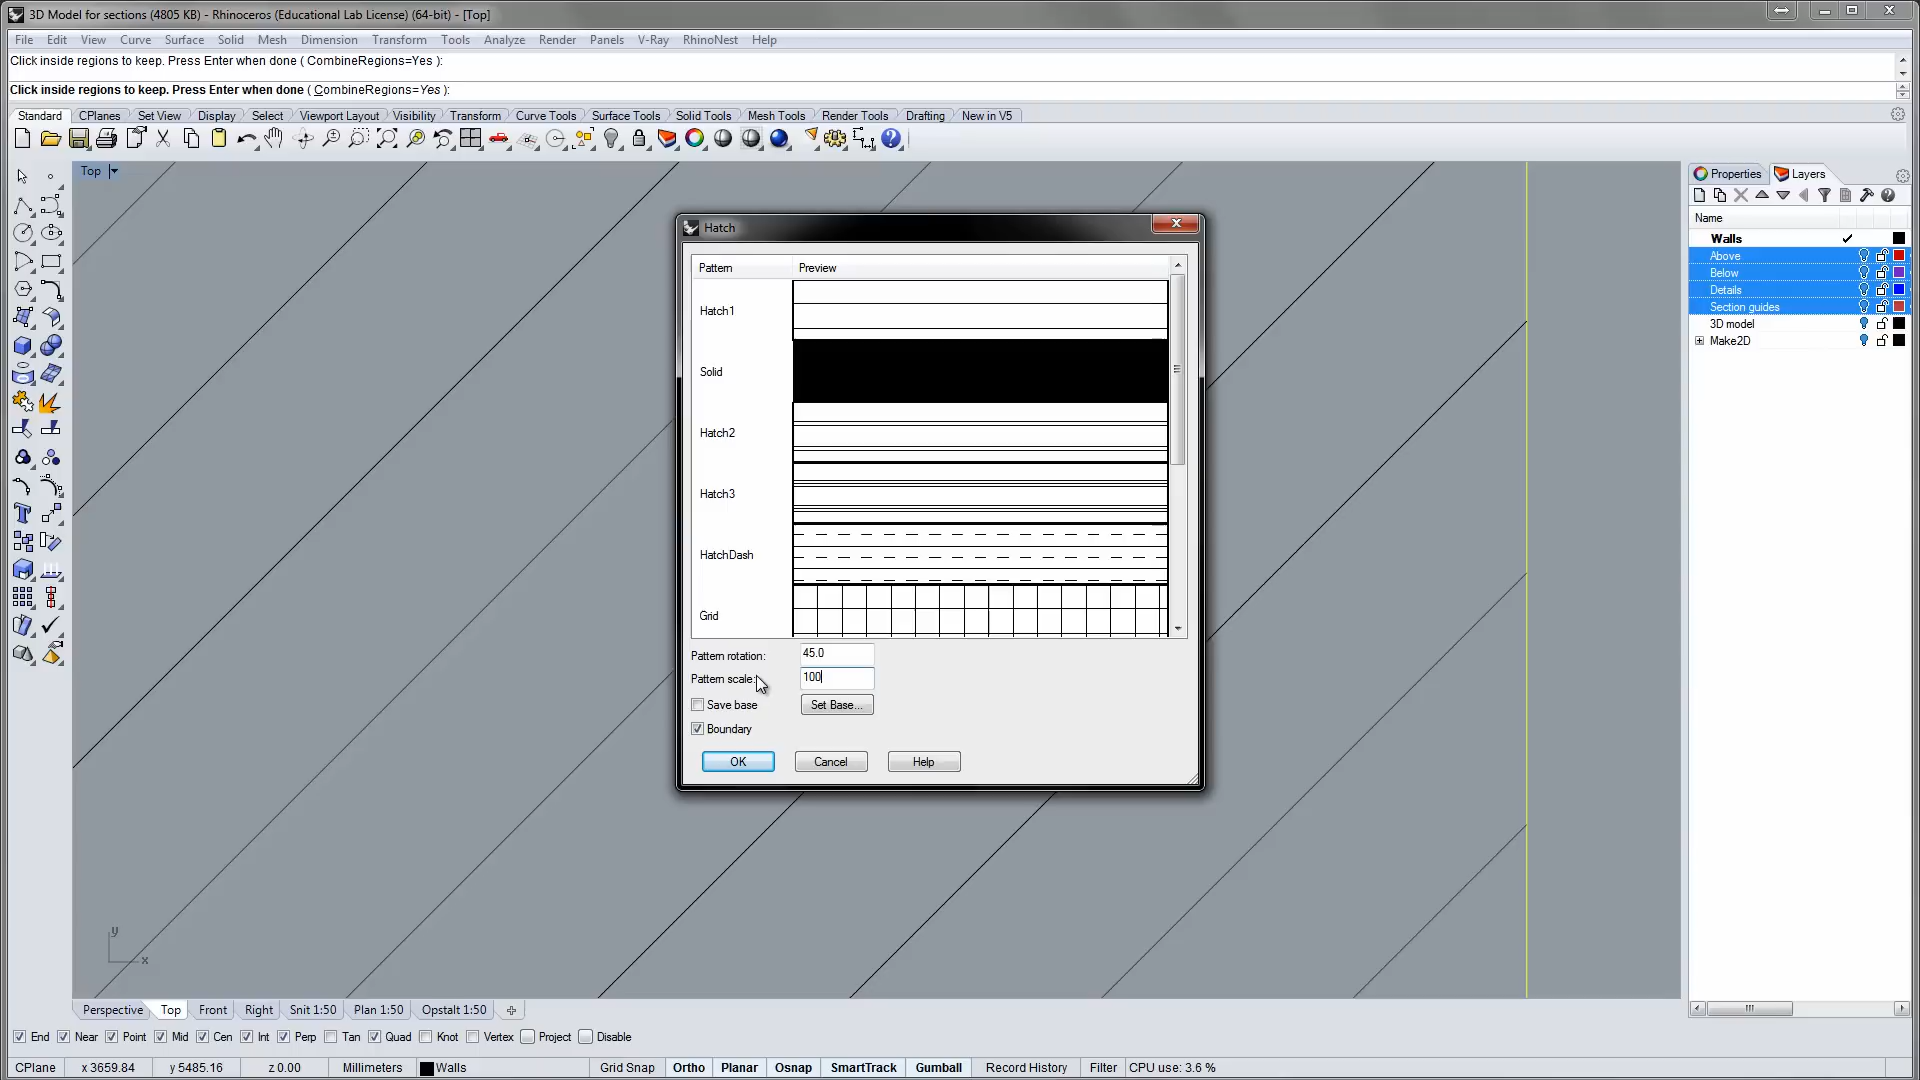 3D Model for sections (4805 KB) - Rhinoceros (Educational Lab License) (64-bit) - [Top]
File Edit View Curve Surface Solid Mesh Dimension Transform Tools Analyze Render Panels V-Ray RhinoNest Help
Click inside regions to keep. Press Enter when done ( CombineRegions=Yes ):
Click inside regions to keep. Press Enter when done ( CombineRegions=Yes ):
Standard CPlanes Set View Display Select Viewport Layout Visibility Transform Curve Tools Surface Tools Solid Tools Mesh Tools Render Tools Drafting New in V5
Top
Properties Layers
Name
Walls
Above
Below
Details
Section guides
3D model
Make2D
Hatch
Pattern Preview
Hatch1
Solid
Hatch2
Hatch3
HatchDash
Grid
Pattern rotation: 45.0
Pattern scale: 100
Save base Set Base...
Boundary
OK Cancel Help
y
x
Perspective Top Front Right Snit 1:50 Plan 1:50 Opstalt 1:50
End Near Point Mid Cen Int Perp Tan Quad Knot Vertex Project Disable
CPlane x 3659.84 y 5485.16 z 0.00 Millimeters Walls Grid Snap Ortho Planar Osnap SmartTrack Gumball Record History Filter CPU use: 3.6 %